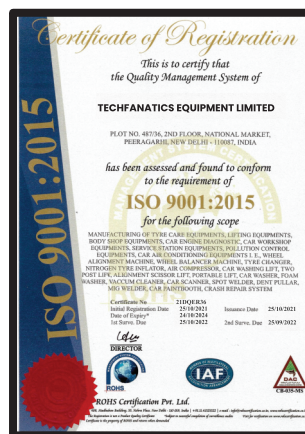 Certificate of Registration
This is to certify that
the Quality Management System of
TECHFANATICS EQUIPMENT LIMITED
PLOT NO. 487/36, 2ND FLOOR, NATIONAL MARKET,
PEERAGARHI, NEW DELHI - 110087, INDIA
has been assessed and found to conform
to the requirement of
ISO 9001:2015
for the following scope
MANUFACTURING OF TYRE CARE EQUIPMENTS, LIFTING EQUIPMENTS,
BODY SHOP EQUIPMENTS, CAR ENGINE DIAGNOSTIC, CAR WORKSHOP
EQUIPMENTS, SERVICE STATION EQUIPMENTS, POLLUTION CONTROL
EQUIPMENTS, CAR AIR CONDITIONING EQUIPMENTS I. E., WHEEL
ALIGNMENT MACHINE, WHEEL BALANCER MACHINE, TYRE CHANGER,
NITROGEN TYRE INFLATOR, AIR COMPRESSOR, CAR WASHING LIFT, TWO
POST LIFT, ALIGNMENT SCISSOR LIFT, PORTABLE LIFT, CAR WASHER, FOAM
WASHER, VACCUM CLEANER, CAR SCANNER, SPOT WELDER, DENT PULLAR,
MIG WELDER, CAR PAINTBOOTH, CRASH REPAIR SYSTEM
Certificate No 21DQER36
Initial Registration Date 25/10/2021 Issuance Date 25/10/2021
Date of Expiry* 24/10/2024
1st Surve. Due 25/10/2022 2nd Surve. Due 25/09/2022
DIRECTOR
ISO 9001:2015
ROHS
IAF
DAC
CB-035-MS
ROHS Certification Pvt. Ltd.